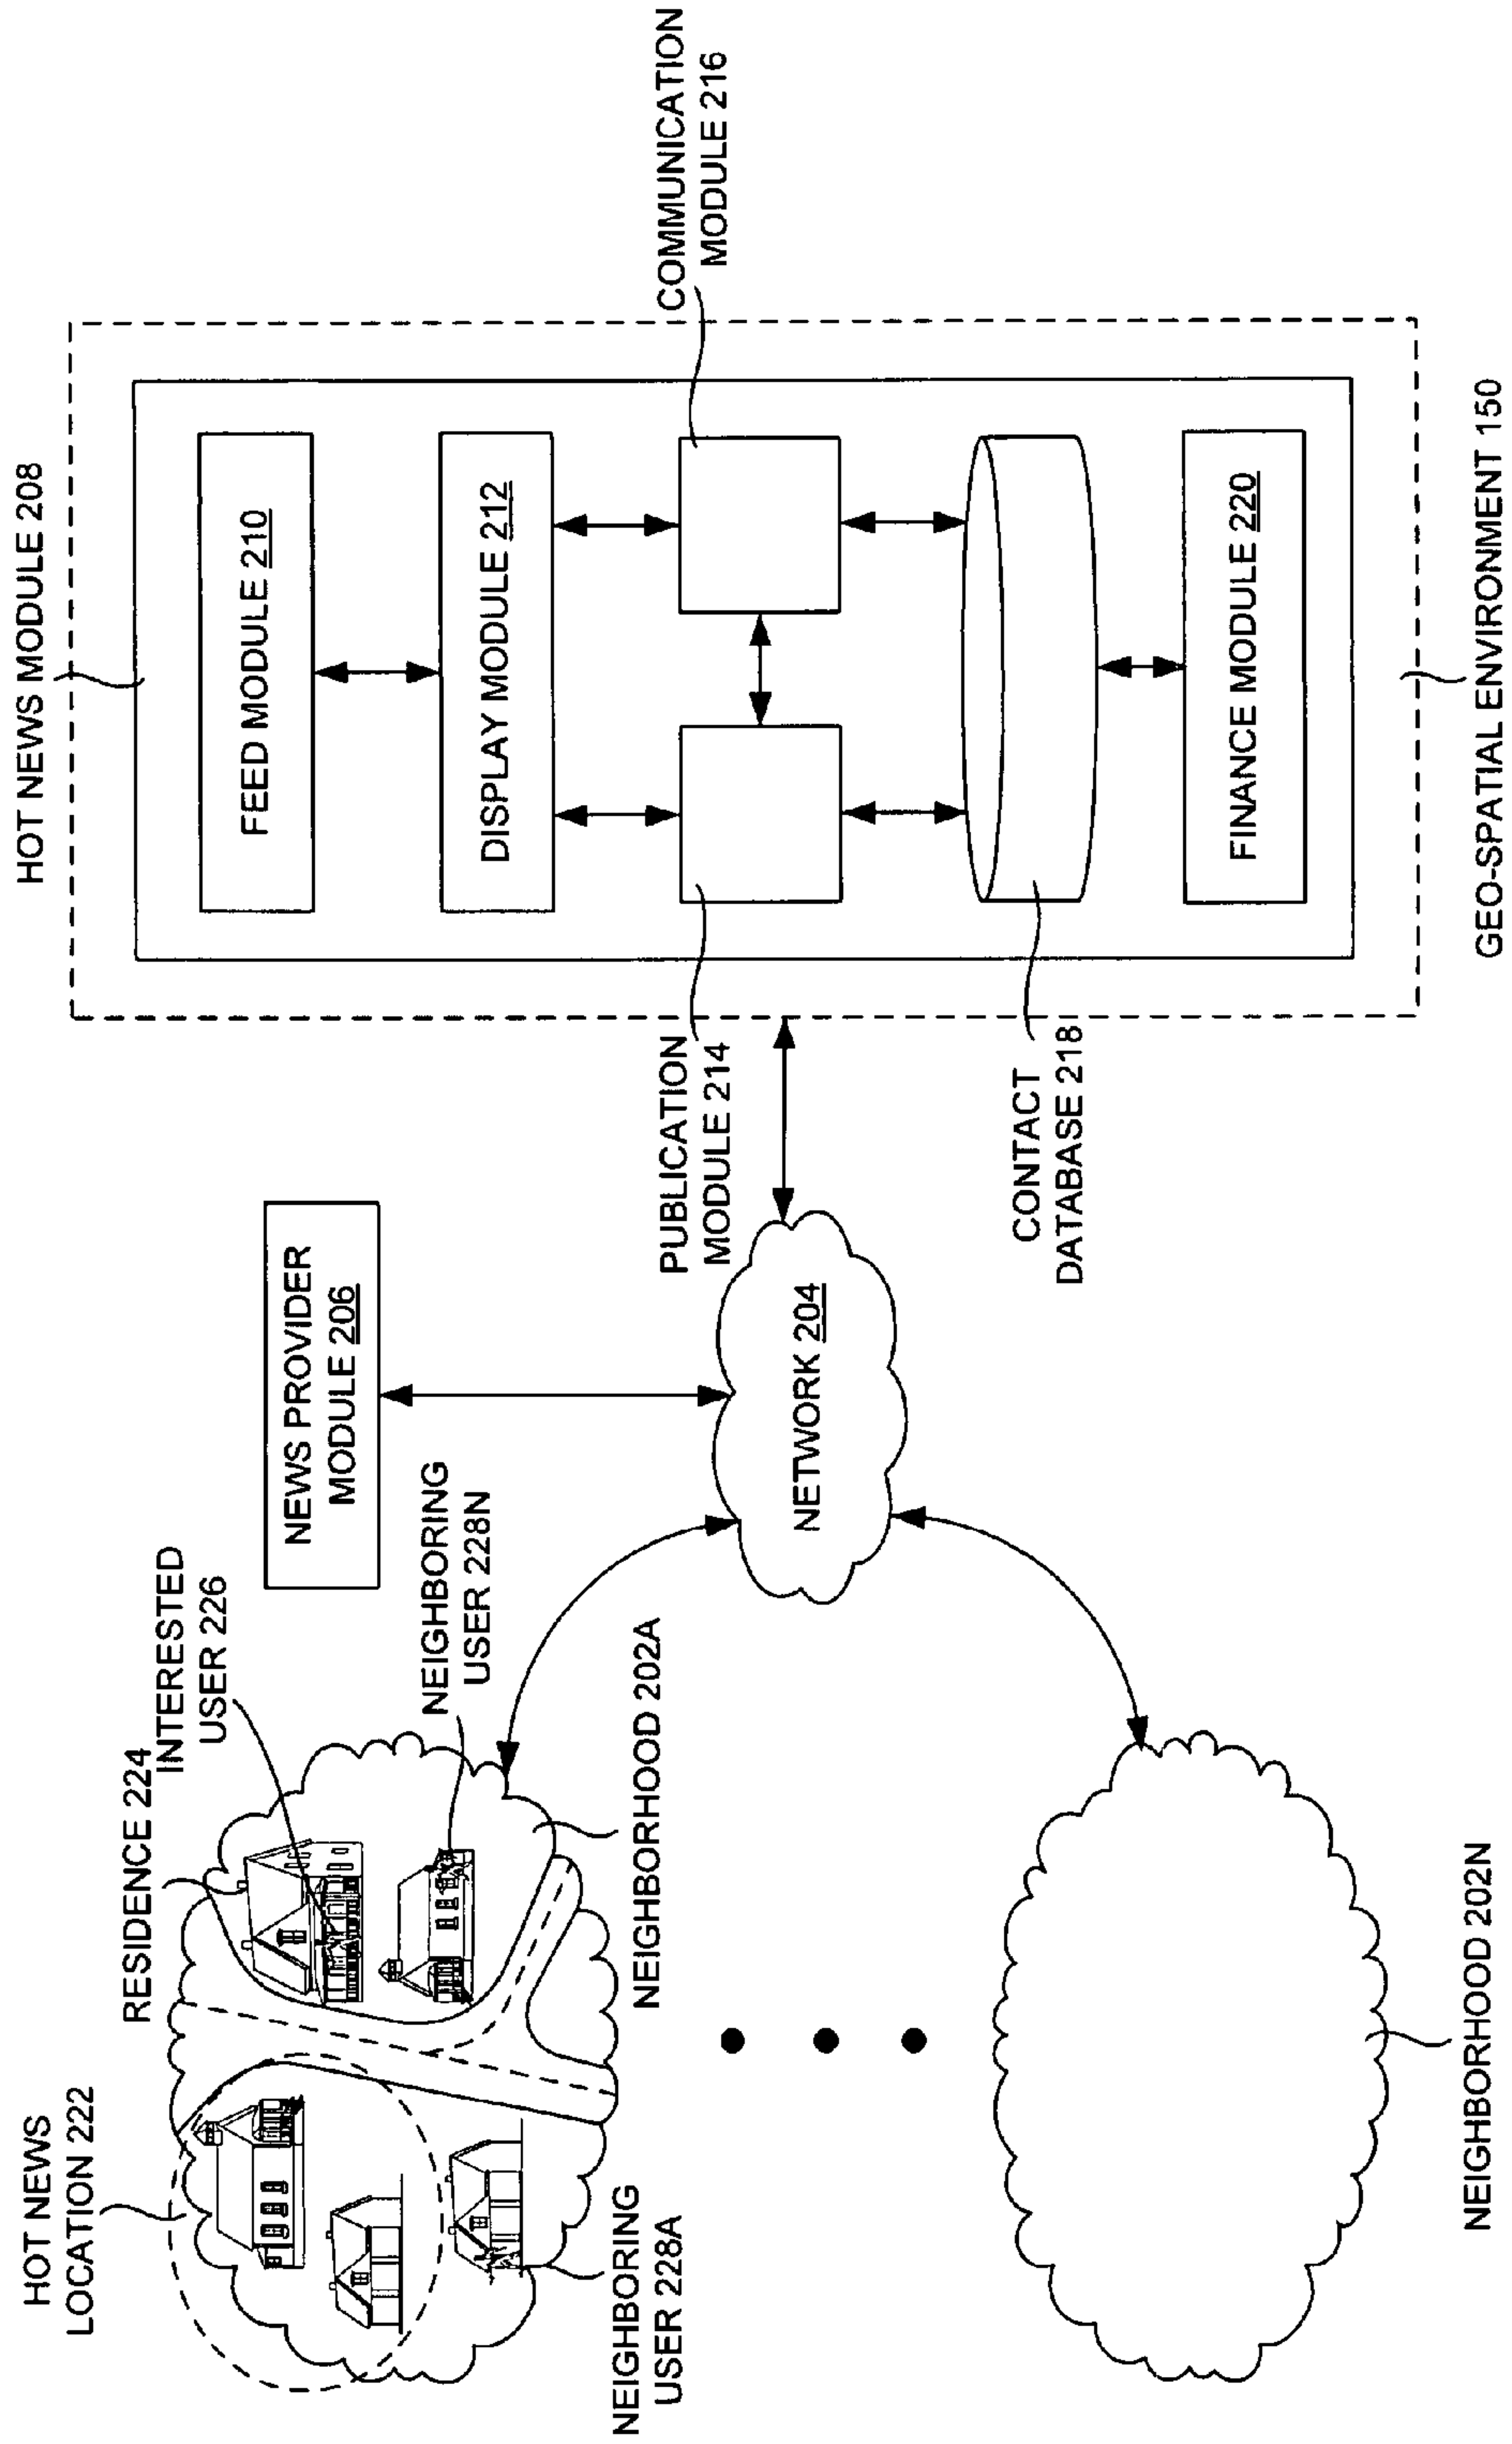 HOT NEWS
LOCATION 222
RESIDENCE 224
INTERESTED
USER 226
NEIGHBORING
USER 228N
NEIGHBORING
USER 228A
NEIGHBORHOOD 202A
NEIGHBORHOOD 202N
NEWS PROVIDER
MODULE 206
NETWORK 204
HOT NEWS MODULE 208
FEED MODULE 210
DISPLAY MODULE 212
PUBLICATION
MODULE 214
COMMUNICATION
MODULE 216
CONTACT
DATABASE 218
FINANCE MODULE 220
GEO-SPATIAL ENVIRONMENT 150